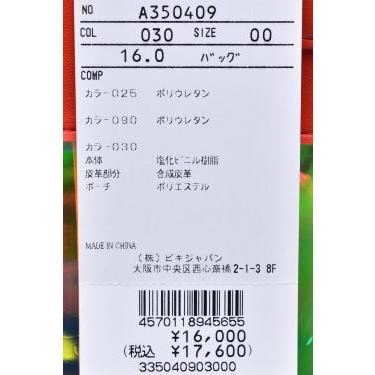 NO A350409
COL 030 SIZE 00
16.0 バッグ
COMP
カラー025 ポリウレタン
カラー090 ポリウレタン
カラー030
本体 塩化ビニル樹脂
皮革部分 合成皮革
ポーチ ポリエステル
MADE IN CHINA
(株)ビキジャパン
大阪市中央区西心斎橋2-1-3 8F
4570118945655
¥16,000
(税込 ¥17,600)
335040903000